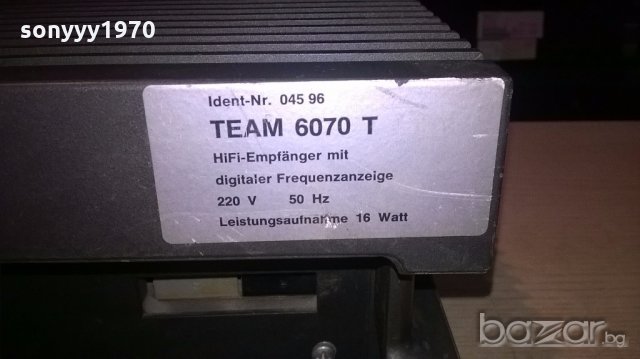 sonyyy1970
Ident-Nr. 045 96
TEAM 6070 T
HiFi-Empfänger mit
digitaler Frequenzanzeige
220 V 50 Hz
Leistungsaufnahme 16 Watt
bazar.bg